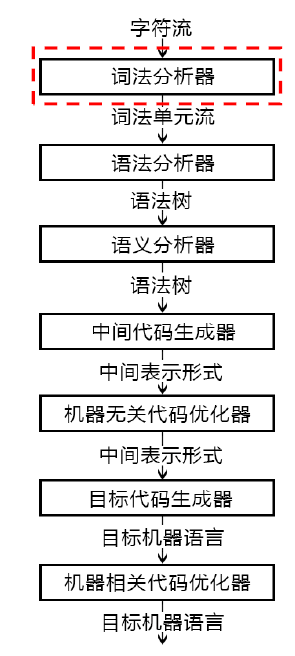 字符流
词法分析器
词法单元流
语法分析器
语法树
语义分析器
语法树
中间代码生成器
中间表示形式
机器无关代码优化器
中间表示形式
目标代码生成器
目标机器语言
机器相关代码优化器
目标机器语言